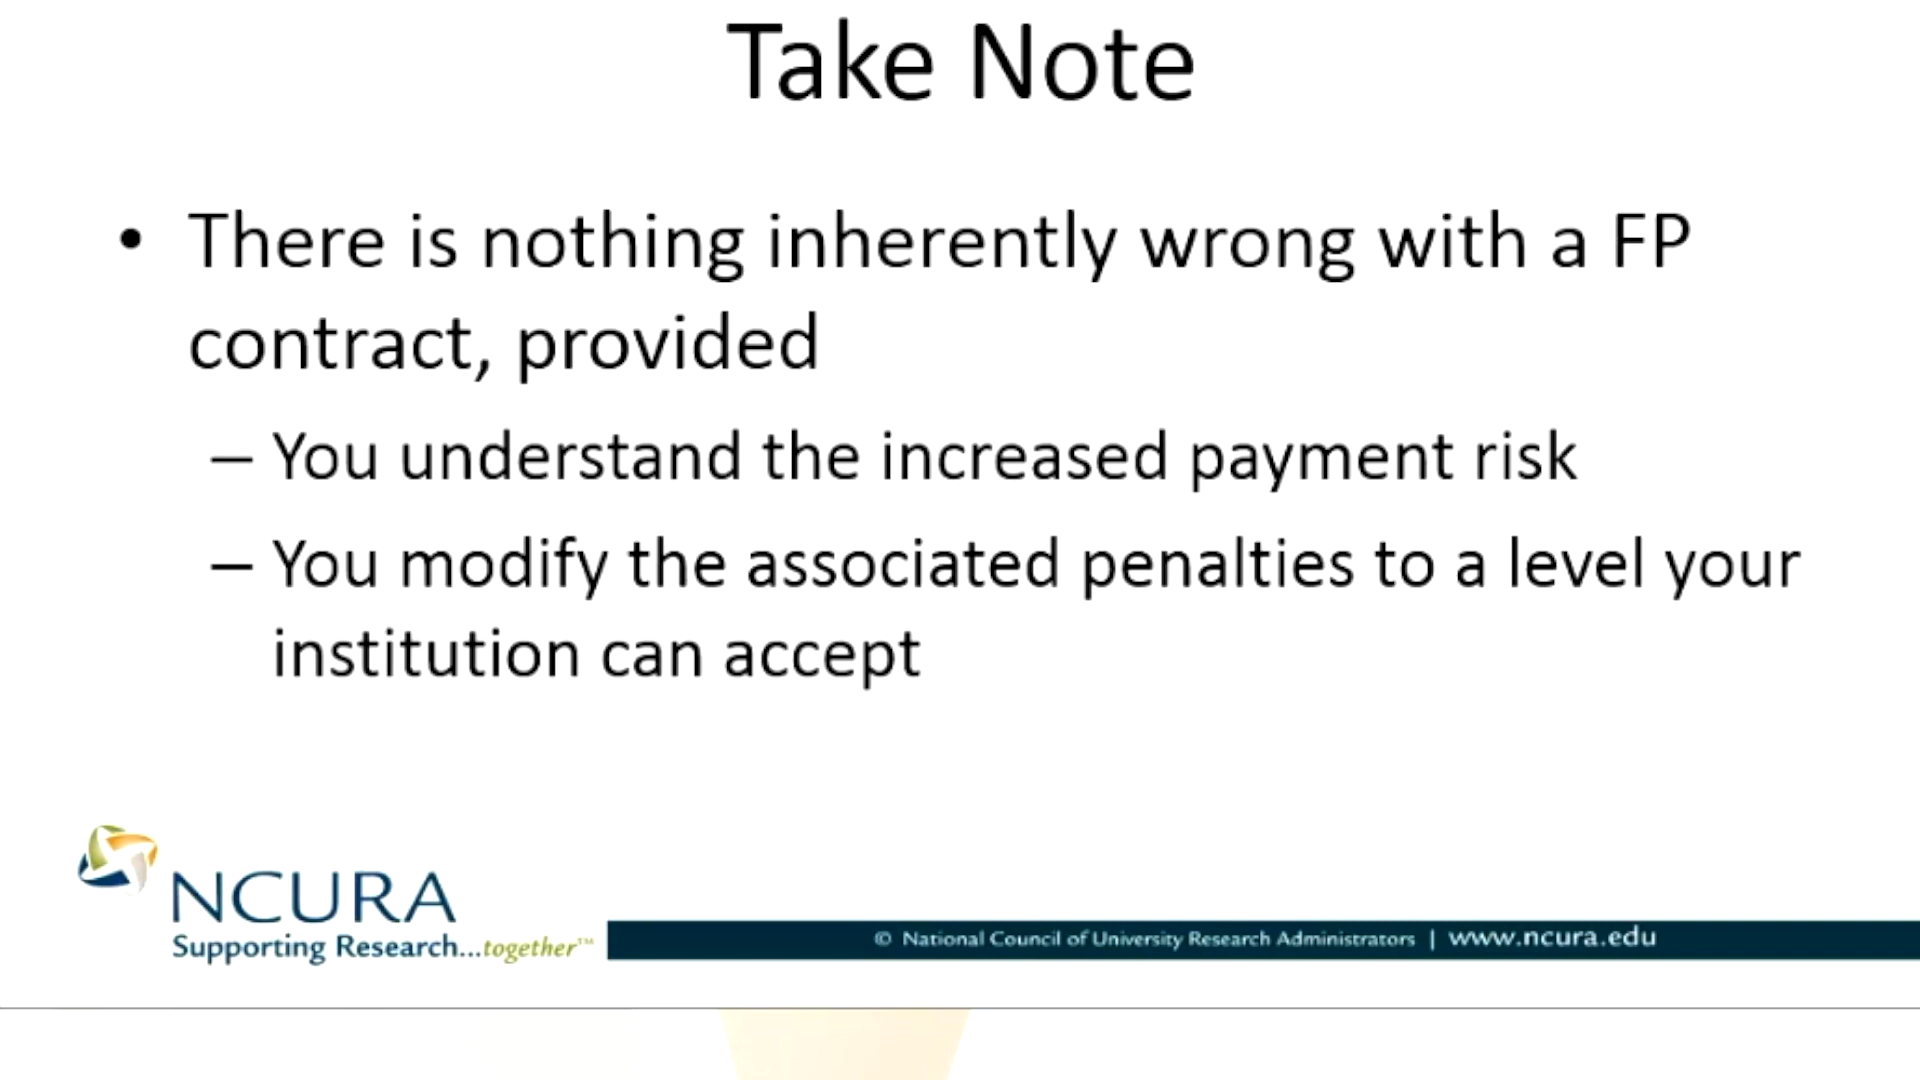 Take Note
• There is nothing inherently wrong with a FP
contract, provided
– You understand the increased payment risk
– You modify the associated penalties to a level your
institution can accept
NCURA
Supporting Research...together™
© National Council of University Research Administrators | www.ncura.edu